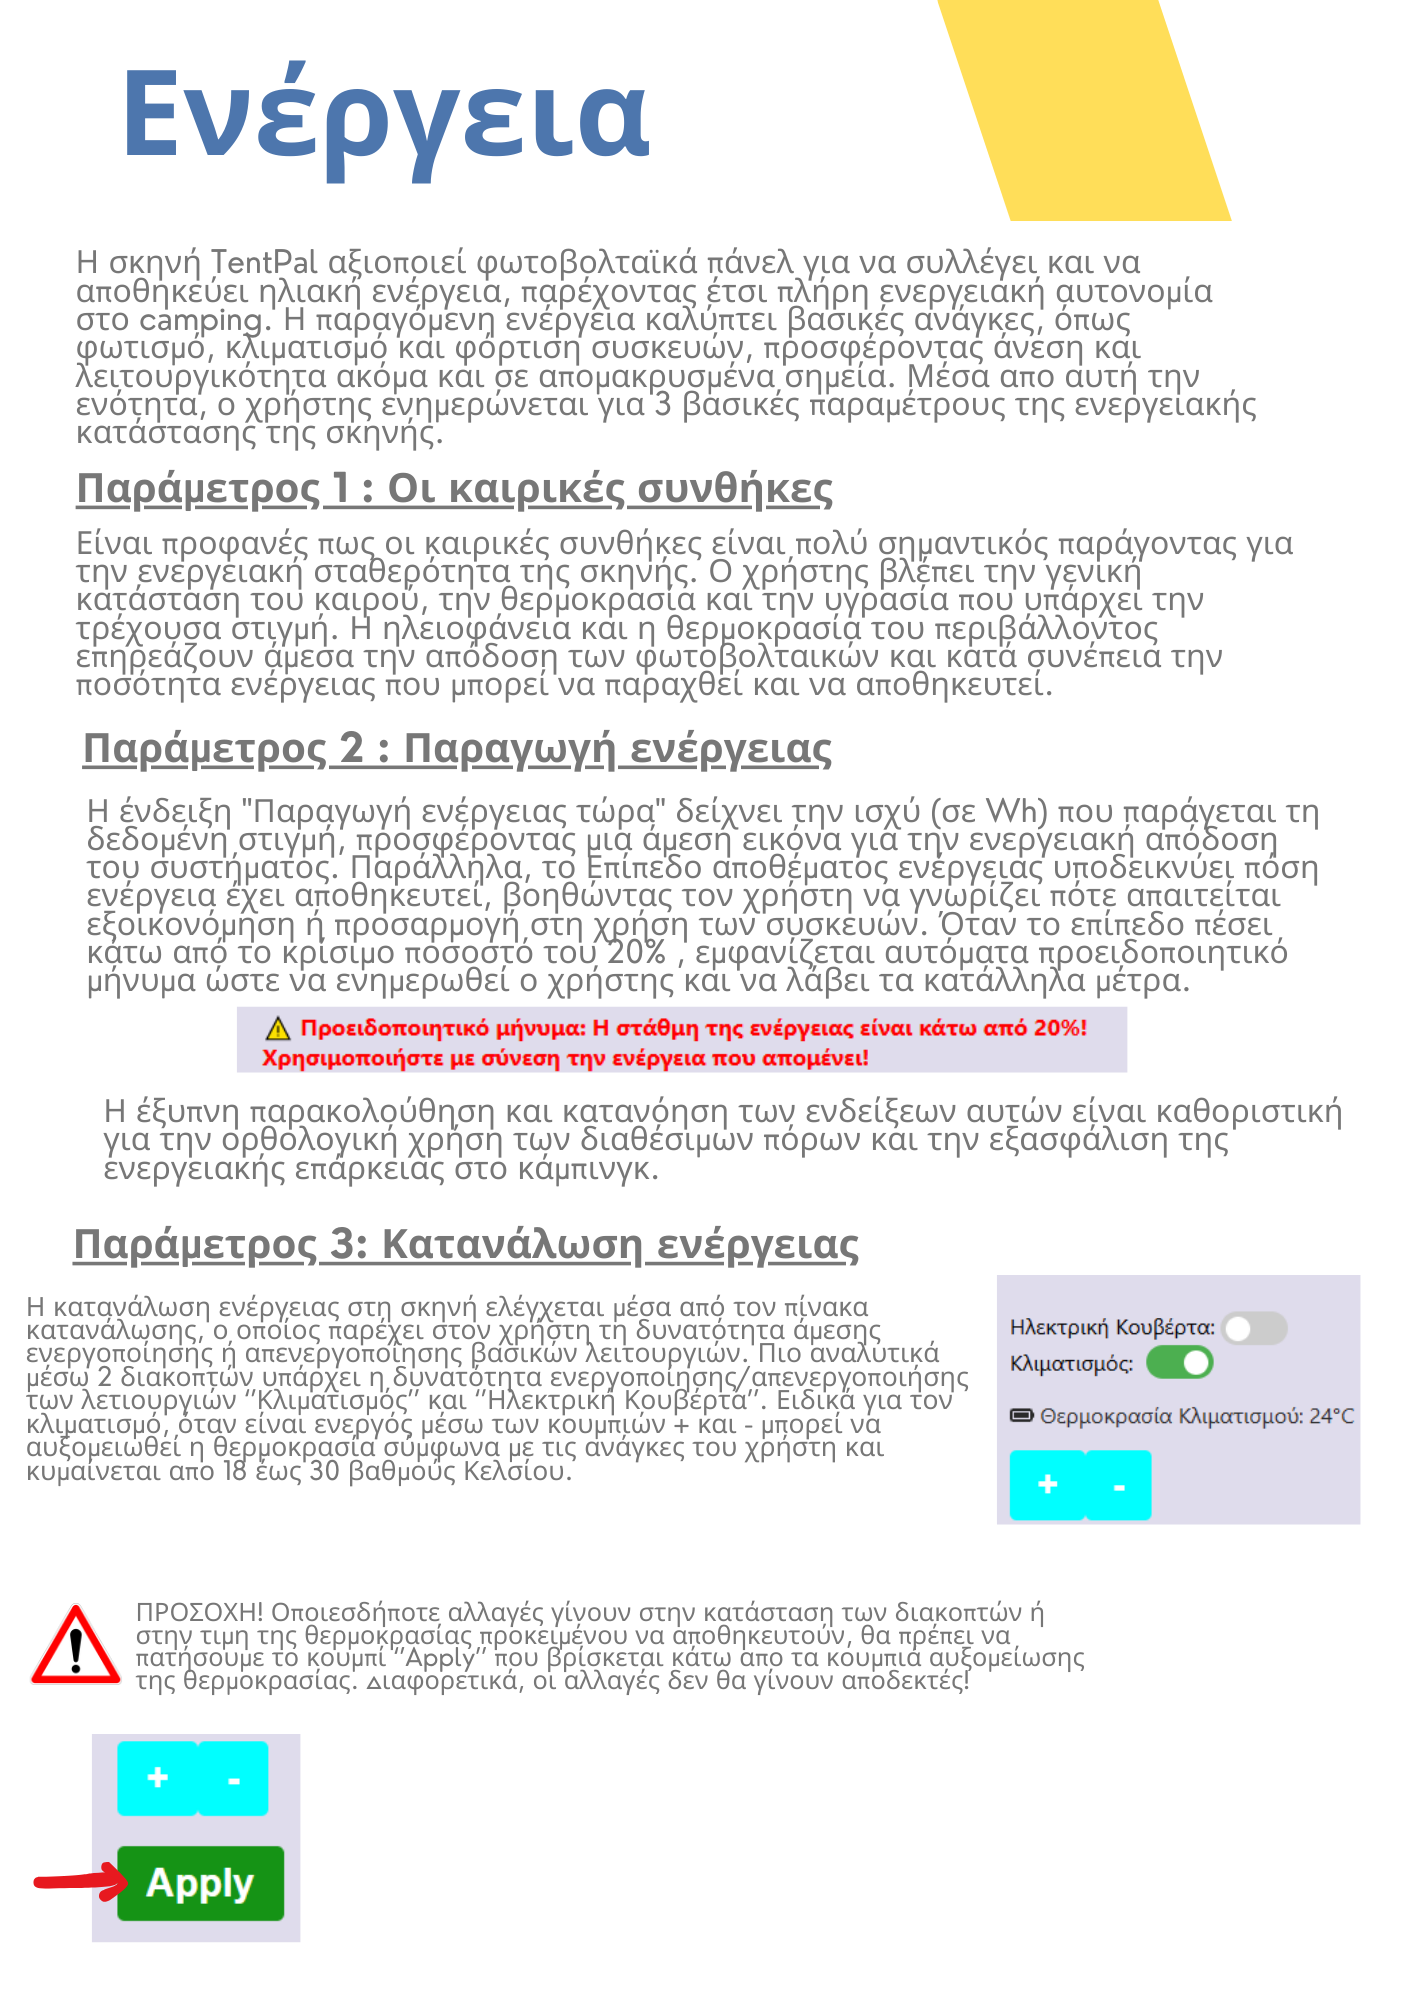 Ενέργεια
Η σκηνή TentPal αξιοποιεί φωτοβολταϊκά πάνελ για να συλλέγει και να
αποθηκεύει ηλιακή ενέργεια, παρέχοντας έτσι πλήρη ενεργειακή αυτονομία
στο camping. Η παραγόμενη ενέργεια καλύπτει βασικές ανάγκες, όπως
φωτισμό, κλιματισμό και φόρτιση συσκευών, προσφέροντας άνεση και
λειτουργικότητα ακόμα και σε απομακρυσμένα σημεία. Μέσα απο αυτή την
ενότητα, ο χρήστης ενημερώνεται για 3 βασικές παραμέτρους της ενεργειακής
κατάστασης της σκηνής.
Παράμετρος 1 : Οι καιρικές συνθήκες
Είναι προφανές πως οι καιρικές συνθήκες είναι πολύ σημαντικός παράγοντας για
την ενεργειακή σταθερότητα της σκηνής. Ο χρήστης βλέπει την γενική
κατάσταση του καιρού, την θερμοκρασία και την υγρασία που υπάρχει την
τρέχουσα στιγμή. Η ηλειοφάνεια και η θερμοκρασία του περιβάλλοντος
επηρεάζουν άμεσα την απόδοση των φωτοβολταικών και κατά συνέπεια την
ποσότητα ενέργειας που μπορεί να παραχθεί και να αποθηκευτεί.
Παράμετρος 2 : Παραγωγή ενέργειας
Η ένδειξη "Παραγωγή ενέργειας τώρα" δείχνει την ισχύ (σε Wh) που παράγεται τη
δεδομένη στιγμή, προσφέροντας μια άμεση εικόνα για την ενεργειακή απόδοση
του συστήματος. Παράλληλα, το Επίπεδο αποθέματος ενέργειας υποδεικνύει πόση
ενέργεια έχει αποθηκευτεί, βοηθώντας τον χρήστη να γνωρίζει πότε απαιτείται
εξοικονόμηση ή προσαρμογή στη χρήση των συσκευών. Όταν το επίπεδο πέσει
κάτω από το κρίσιμο ποσοστό του 20% , εμφανίζεται αυτόματα προειδοποιητικό
μήνυμα ώστε να ενημερωθεί ο χρήστης και να λάβει τα κατάλληλα μέτρα.
⚠ Προειδοποιητικό μήνυμα: Η στάθμη της ενέργειας είναι κάτω από 20%!
Χρησιμοποιήστε με σύνεση την ενέργεια που απομένει!
Η έξυπνη παρακολούθηση και κατανόηση των ενδείξεων αυτών είναι καθοριστική
για την ορθολογική χρήση των διαθέσιμων πόρων και την εξασφάλιση της
ενεργειακής επάρκειας στο κάμπινγκ.
Παράμετρος 3: Κατανάλωση ενέργειας
Η κατανάλωση ενέργειας στη σκηνή ελέγχεται μέσα από τον πίνακα
κατανάλωσης, ο οποίος παρέχει στον χρήστη τη δυνατότητα άμεσης
ενεργοποίησης ή απενεργοποίησης βασικών λειτουργιών. Πιο αναλυτικά
μέσω 2 διακοπτών υπάρχει η δυνατότητα ενεργοποίησης/απενεργοποιήσης
των λετιουργιών ‘’Κλιματισμός’’ και ‘’Ηλεκτρική Κουβέρτα’’. Ειδικά για τον
κλιματισμό, όταν είναι ενεργός μέσω των κουμπιών + και - μπορεί να
αυξομειωθεί η θερμοκρασία σύμφωνα με τις ανάγκες του χρήστη και
κυμαίνεται απο 18 έως 30 βαθμούς Κελσίου.
Ηλεκτρική Κουβέρτα:
Κλιματισμός:
Θερμοκρασία Κλιματισμού: 24°C
+ -
ΠΡΟΣΟΧΗ! Οποιεσδήποτε αλλαγές γίνουν στην κατάσταση των διακοπτών ή
στην τιμη της θερμοκρασίας προκειμένου να αποθηκευτούν, θα πρέπει να
πατήσουμε το κουμπί ‘’Apply’’ που βρίσκεται κάτω απο τα κουμπιά αυξομείωσης
της θερμοκρασίας. Διαφορετικά, οι αλλαγές δεν θα γίνουν αποδεκτές!
+ -
Apply